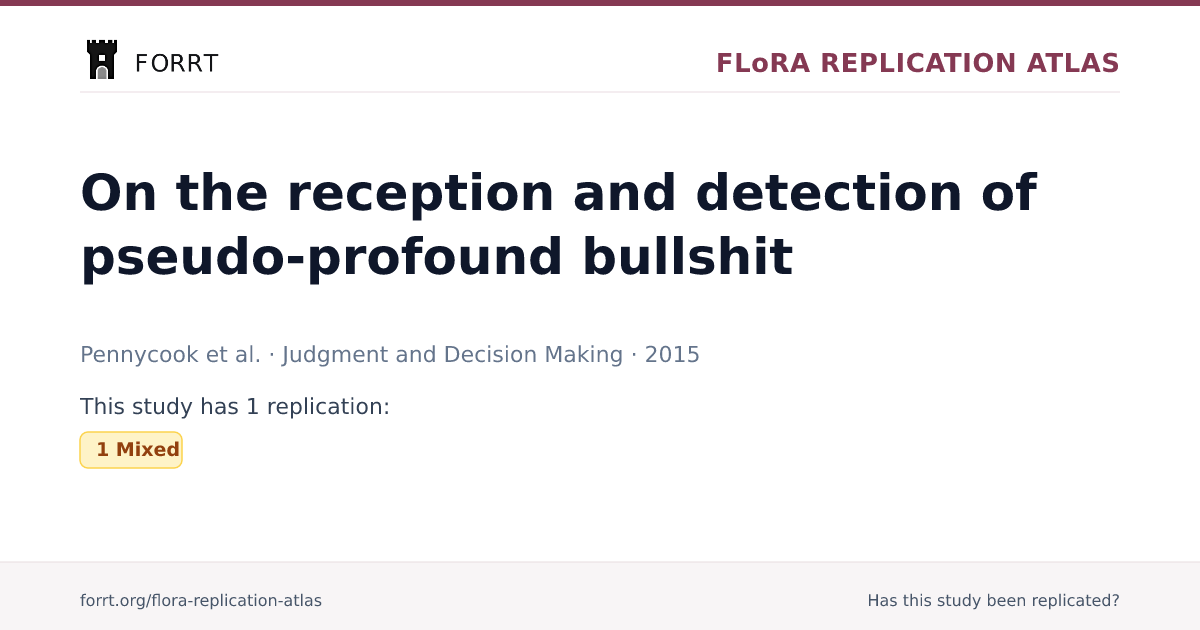 FORRT
FLoRA REPLICATION ATLAS
On the reception and detection of
pseudo-profound bullshit
Pennycook et al. · Judgment and Decision Making · 2015
This study has 1 replication:
1 Mixed
forrt.org/flora-replication-atlas
Has this study been replicated?